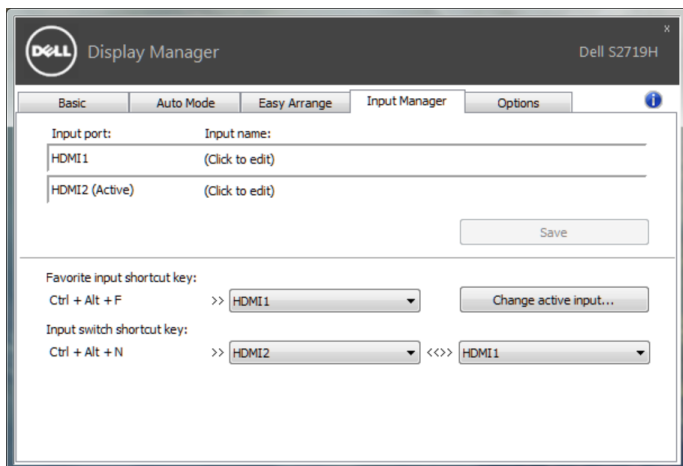 x
DELL Display Manager Dell S2719H
Basic Auto Mode Easy Arrange Input Manager Options i
Input port: Input name:
HDMI1 (Click to edit)
HDMI2 (Active) (Click to edit)
Save
Favorite input shortcut key:
Ctrl + Alt + F >> HDMI1 Change active input...
Input switch shortcut key:
Ctrl + Alt + N >> HDMI2 <<>> HDMI1